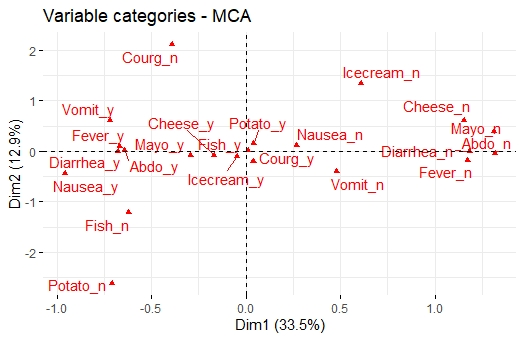 Variable categories - MCA
Dim2 (12.9%)
2
1
0
-1
-2
Courg_n
Icecream_n
Vomit_y
Cheese_n
Cheese_y
Potato_y
Nausea_n
Mayo_n
Fever_y
Mayo_y
Fish_y
Abdo_n
Diarrhea_n
Diarrhea_y
Abdo_y
Courg_y
Fever_n
Icecream_y
Vomit_n
Nausea_y
Fish_n
Potato_n
-1.0
-0.5
0.0
0.5
1.0
Dim1 (33.5%)